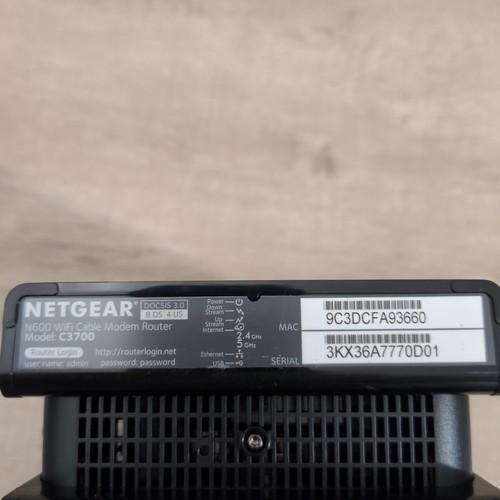 NETGEAR®
DOCSIS 3.0
8 DS 4 US
N600 WiFi Cable Modem Router
Model: C3700
Router Login
http://routerlogin.net
user name: admin
password: password
Power
Down
Stream
Up
Stream
Internet
2.4 GHz
5 GHz
Ethernet
USB
MAC
9C3DCFA93660
SERIAL
3KX36A7770D01